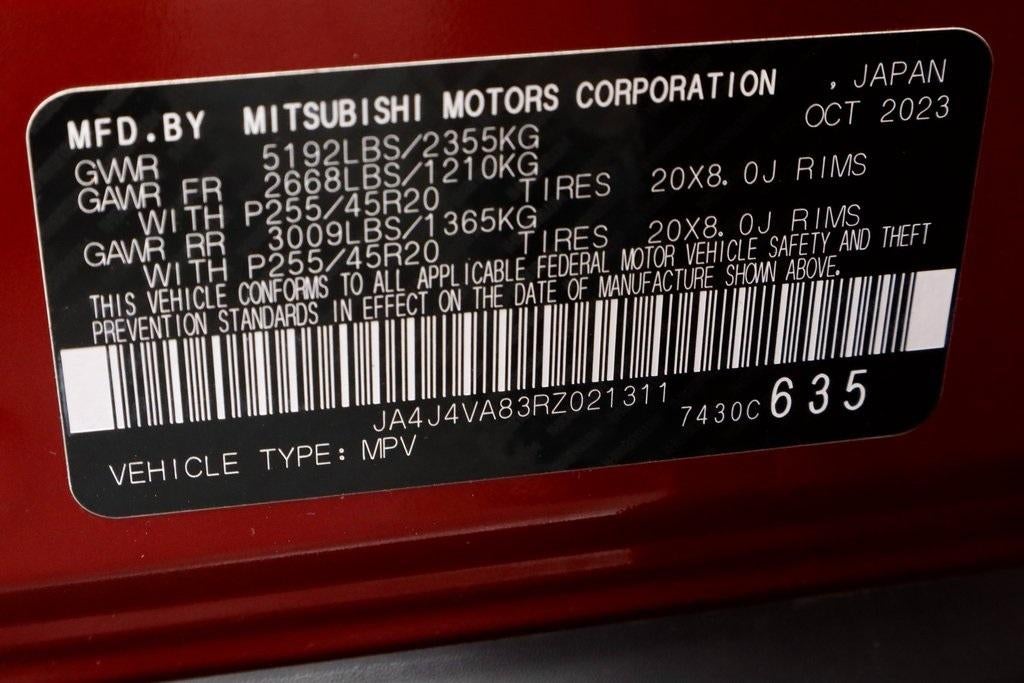 MFD.BY MITSUBISHI MOTORS CORPORATION , JAPAN
OCT 2023
GWWR 5192LBS/2355KG
GAWR FR 2668LBS/1210KG
WITH P255/45R20 TIRES 20X8.0J RIMS
GAWR RR 3009LBS/1365KG
WITH P255/45R20 TIRES 20X8.0J RIMS
THIS VEHICLE CONFORMS TO ALL APPLICABLE FEDERAL MOTOR VEHICLE SAFETY AND THEFT
PREVENTION STANDARDS IN EFFECT ON THE DATE OF MANUFACTURE SHOWN ABOVE.
JA4J4VA83RZ021311 7430C 635
VEHICLE TYPE: MPV